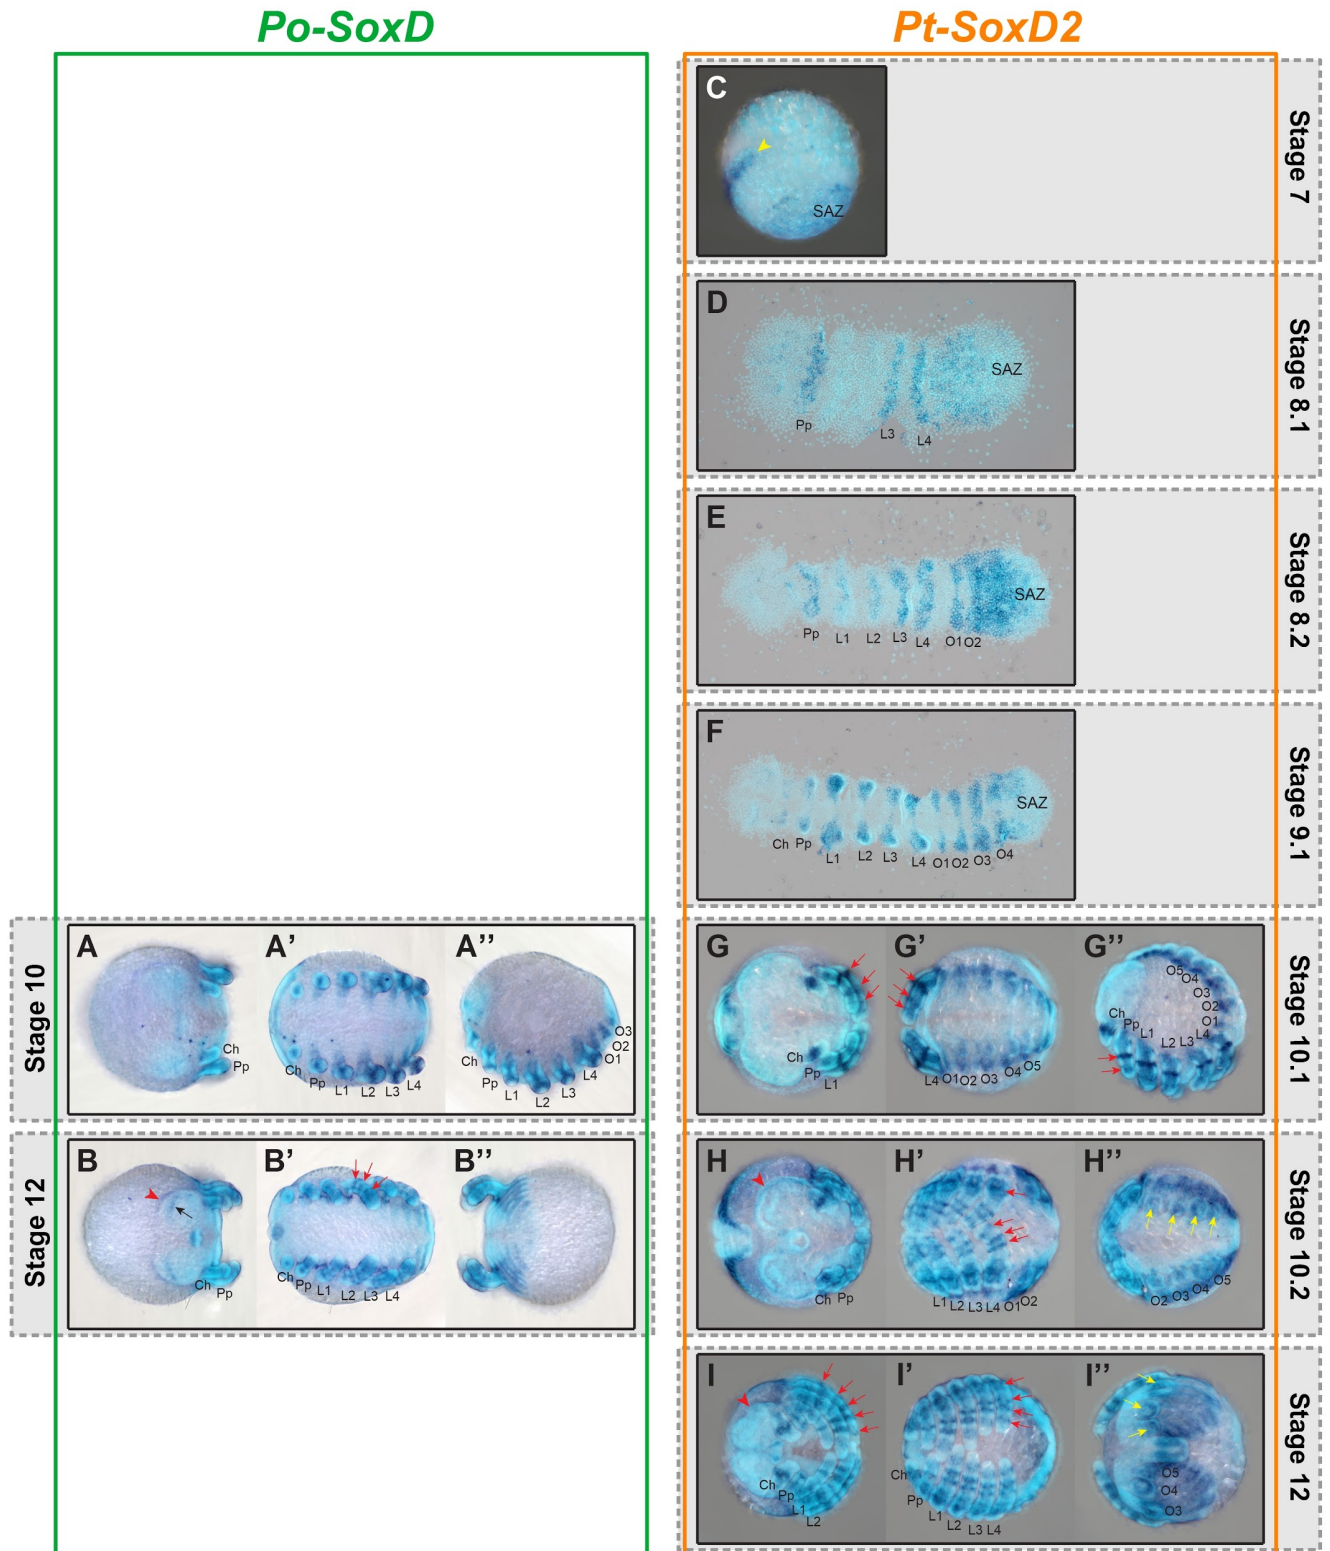 Po-SoxD
Pt-SoxD2
C
SAZ
Stage 7
D
SAZ
Pp
L3
L4
Stage 8.1
E
SAZ
Pp L1 L2 L3 L4 O1 O2
Stage 8.2
F
SAZ
Ch Pp L1 L2 L3 L4 O1 O2 O3 O4
Stage 9.1
Stage 10
A
Ch
Pp
A’
Ch Pp L1 L2 L3 L4
A’’
Ch Pp L1 L2 L3 L4 O1 O2 O3
G
Ch
Pp
L1
G’
L4 O1 O2 O3 O4 O5
G’’
O5 O4 O3 O2 O1
Ch Pp L1 L2 L3 L4
Stage 10.1
Stage 12
B
Ch Pp
B’
Ch Pp L1 L2 L3 L4
B’’
H
Ch Pp
H’
L1 L2 L3 L4 O1 O2
H’’
O2 O3 O4 O5
Stage 10.2
I
Ch
Pp
L1
L2
I’
Ch
Pp
L1 L2 L3 L4
I’’
O5
O4
O3
Stage 12